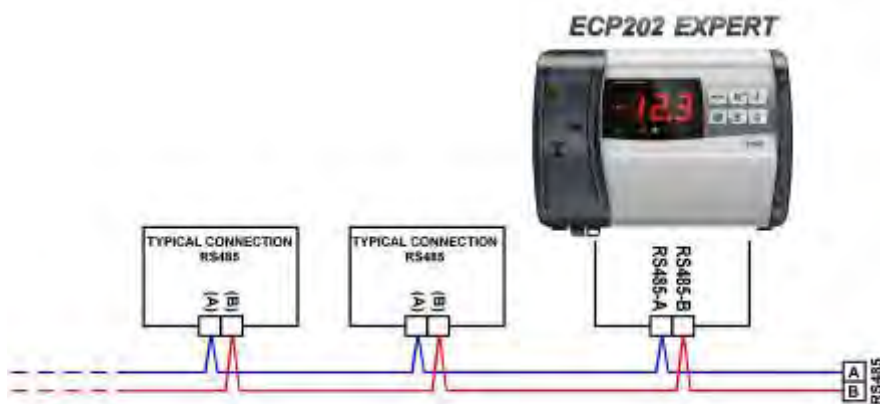 ECP202 EXPERT
-12.3
TYPICAL CONNECTION
RS485
(A)
(B)
TYPICAL CONNECTION
RS485
(A)
(B)
RS485-A
RS485-B
A
B
RS485